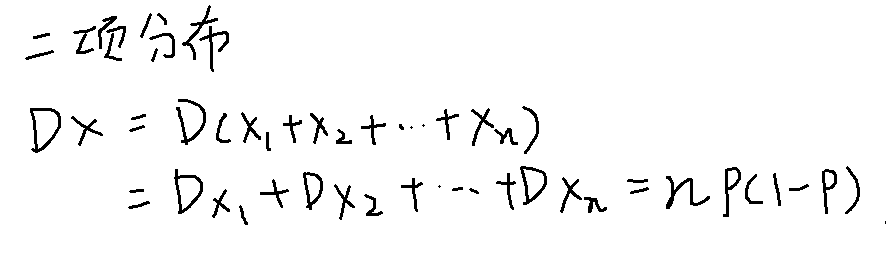 二项分布
DX = D(X₁+X₂+…+Xₙ)
= DX₁+DX₂+…+DXₙ = nP(1-P)